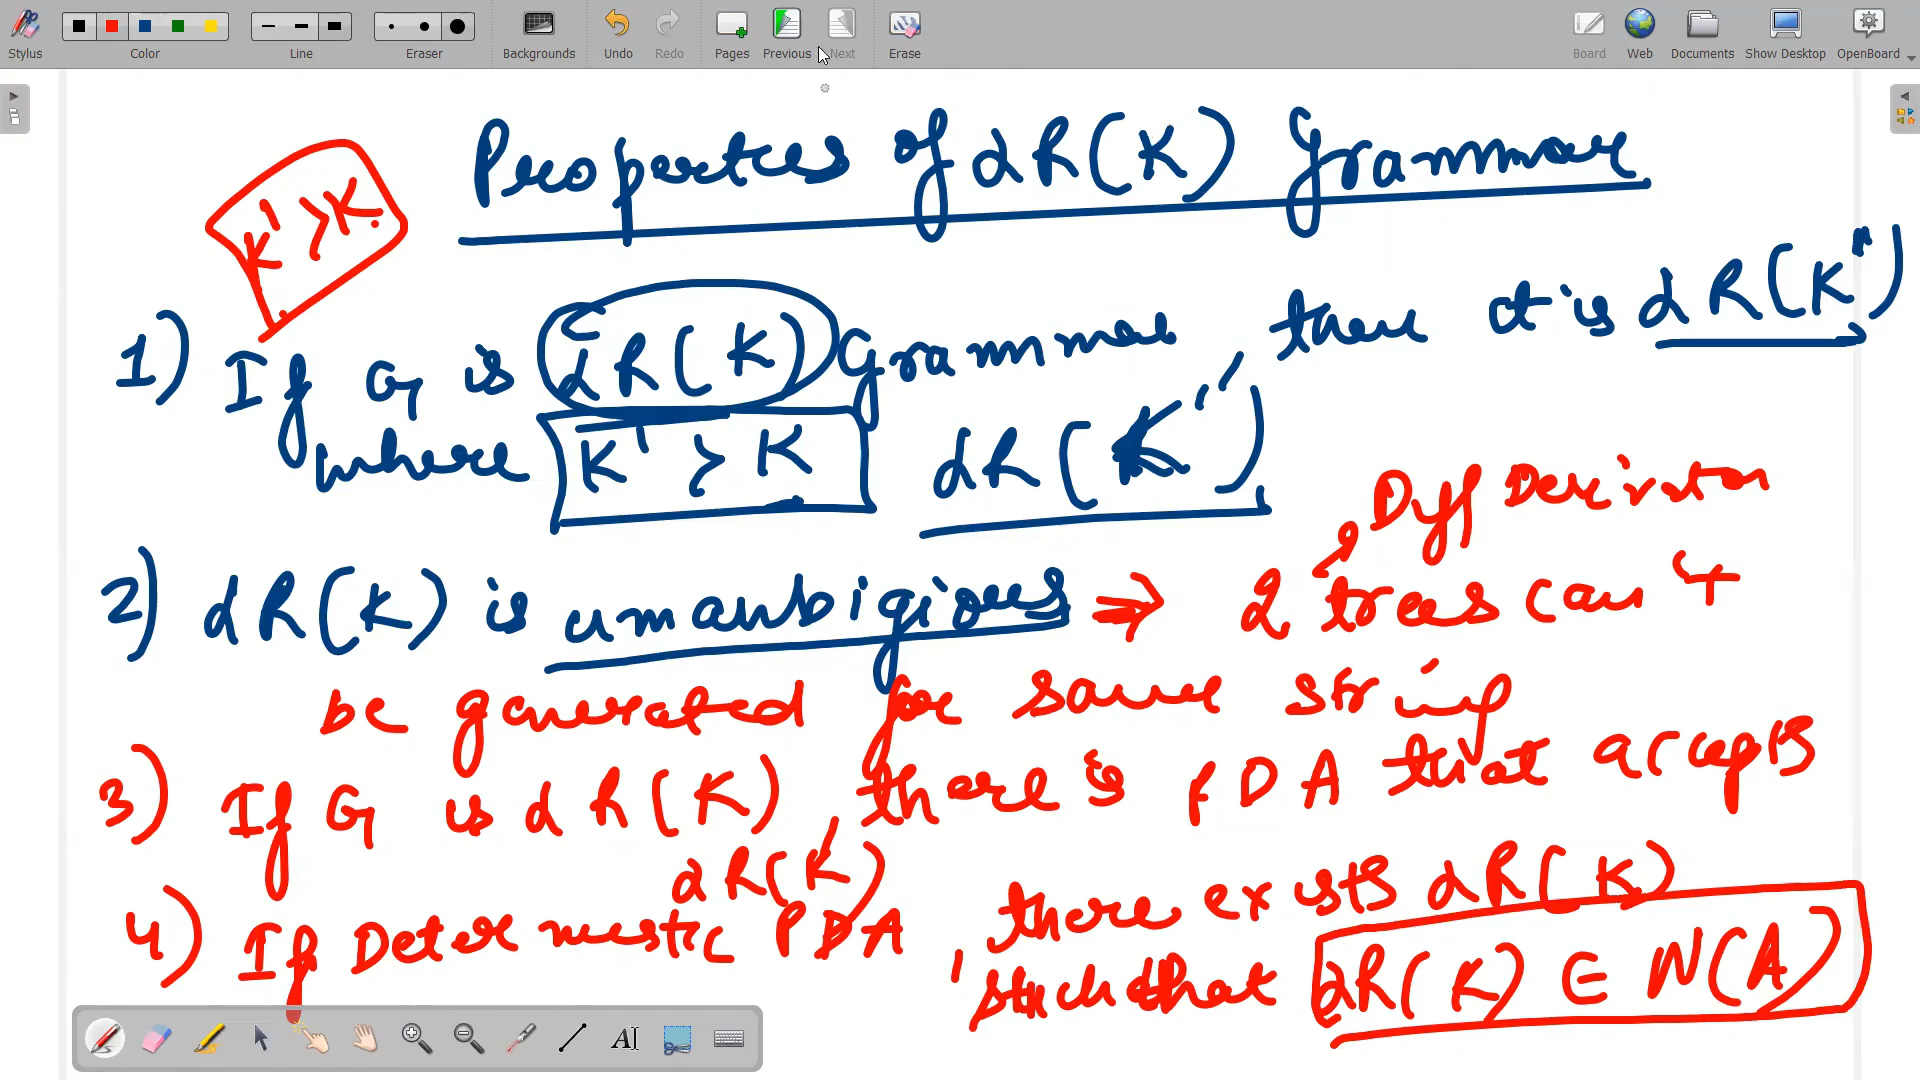 Stylus Color Line Eraser Backgrounds Undo Redo Pages Previous Next Erase Board Web Documents Show Desktop OpenBoard
Properties of LR(K) Grammar
K' > K.
1) If G is LR(K) Grammar, then it is LR(K')
where K' > K LR(K')
Diff Derivation
2) LR(K) is unambigious ⇒ 2 trees can't
be generated for same string
3) If G is LR(K), there is PDA that accepts
LR(K)
4) If Determestic PDA, there exists LR(K)
such that LR(K) ∈ N(A)